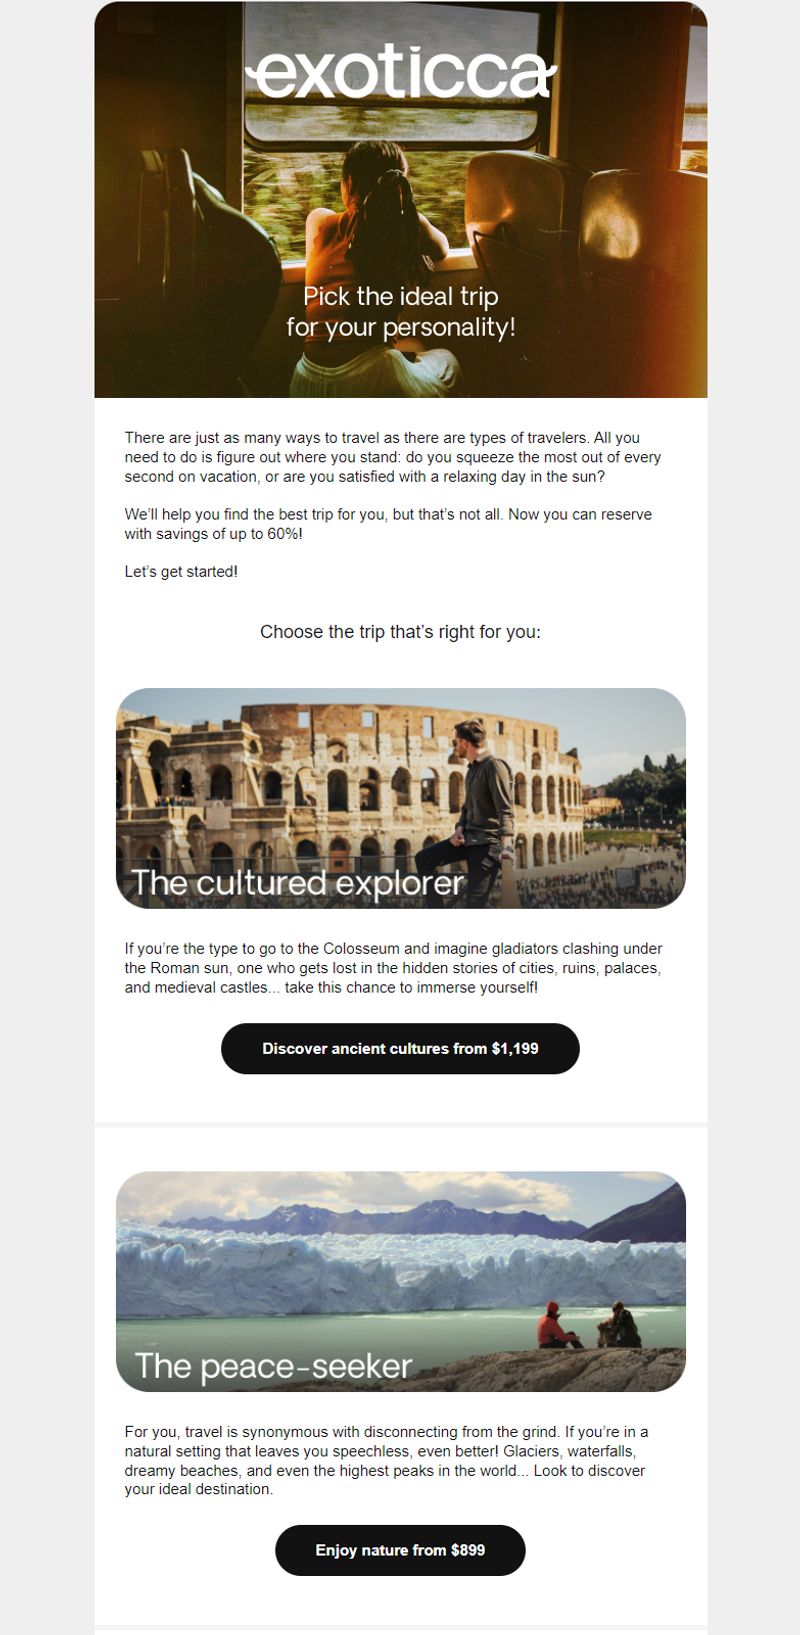 exoticca
Pick the ideal trip
for your personality!
There are just as many ways to travel as there are types of travelers. All you
need to do is figure out where you stand: do you squeeze the most out of every
second on vacation, or are you satisfied with a relaxing day in the sun?
We’ll help you find the best trip for you, but that’s not all. Now you can reserve
with savings of up to 60%!
Let’s get started!
Choose the trip that’s right for you:
The cultured explorer
If you’re the type to go to the Colosseum and imagine gladiators clashing under
the Roman sun, one who gets lost in the hidden stories of cities, ruins, palaces,
and medieval castles... take this chance to immerse yourself!
Discover ancient cultures from $1,199
The peace-seeker
For you, travel is synonymous with disconnecting from the grind. If you’re in a
natural setting that leaves you speechless, even better! Glaciers, waterfalls,
dreamy beaches, and even the highest peaks in the world... Look to discover
your ideal destination.
Enjoy nature from $899